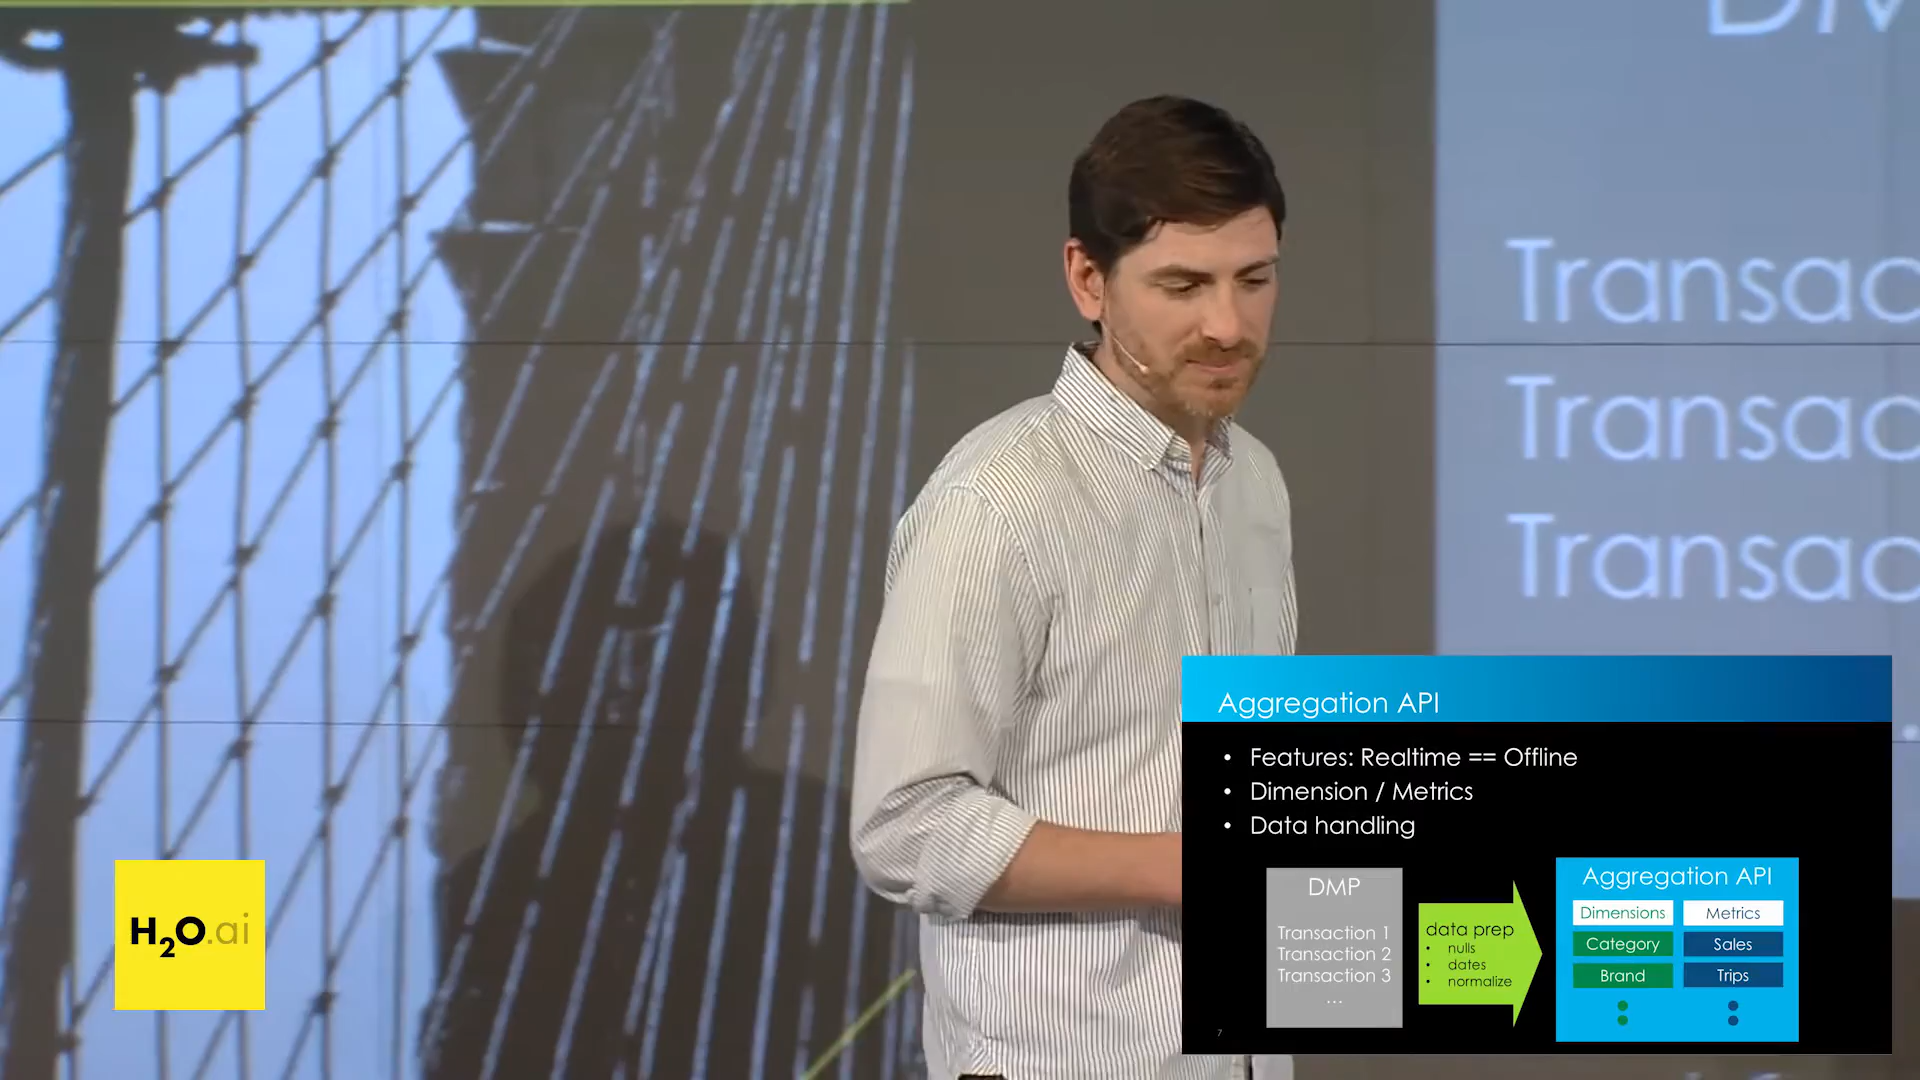 Transac
Transac
Transac
Aggregation API
• Features: Realtime == Offline
• Dimension / Metrics
• Data handling
DMP
Transaction 1
Transaction 2
Transaction 3
...
data prep
• nulls
• dates
• normalize
Aggregation API
Dimensions Metrics
Category Sales
Brand Trips
7
H2O.ai